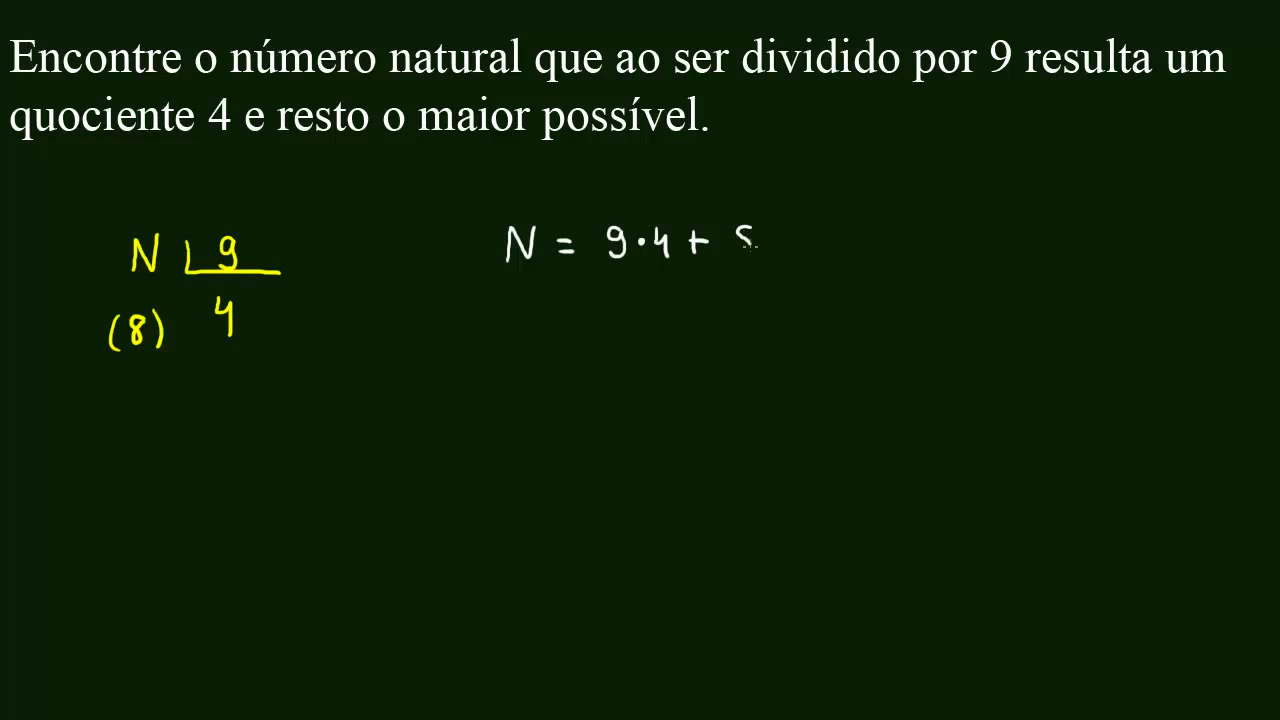 Encontre o número natural que ao ser dividido por 9 resulta um
quociente 4 e resto o maior possível.
N 9 N = 9·4+
(8) 4